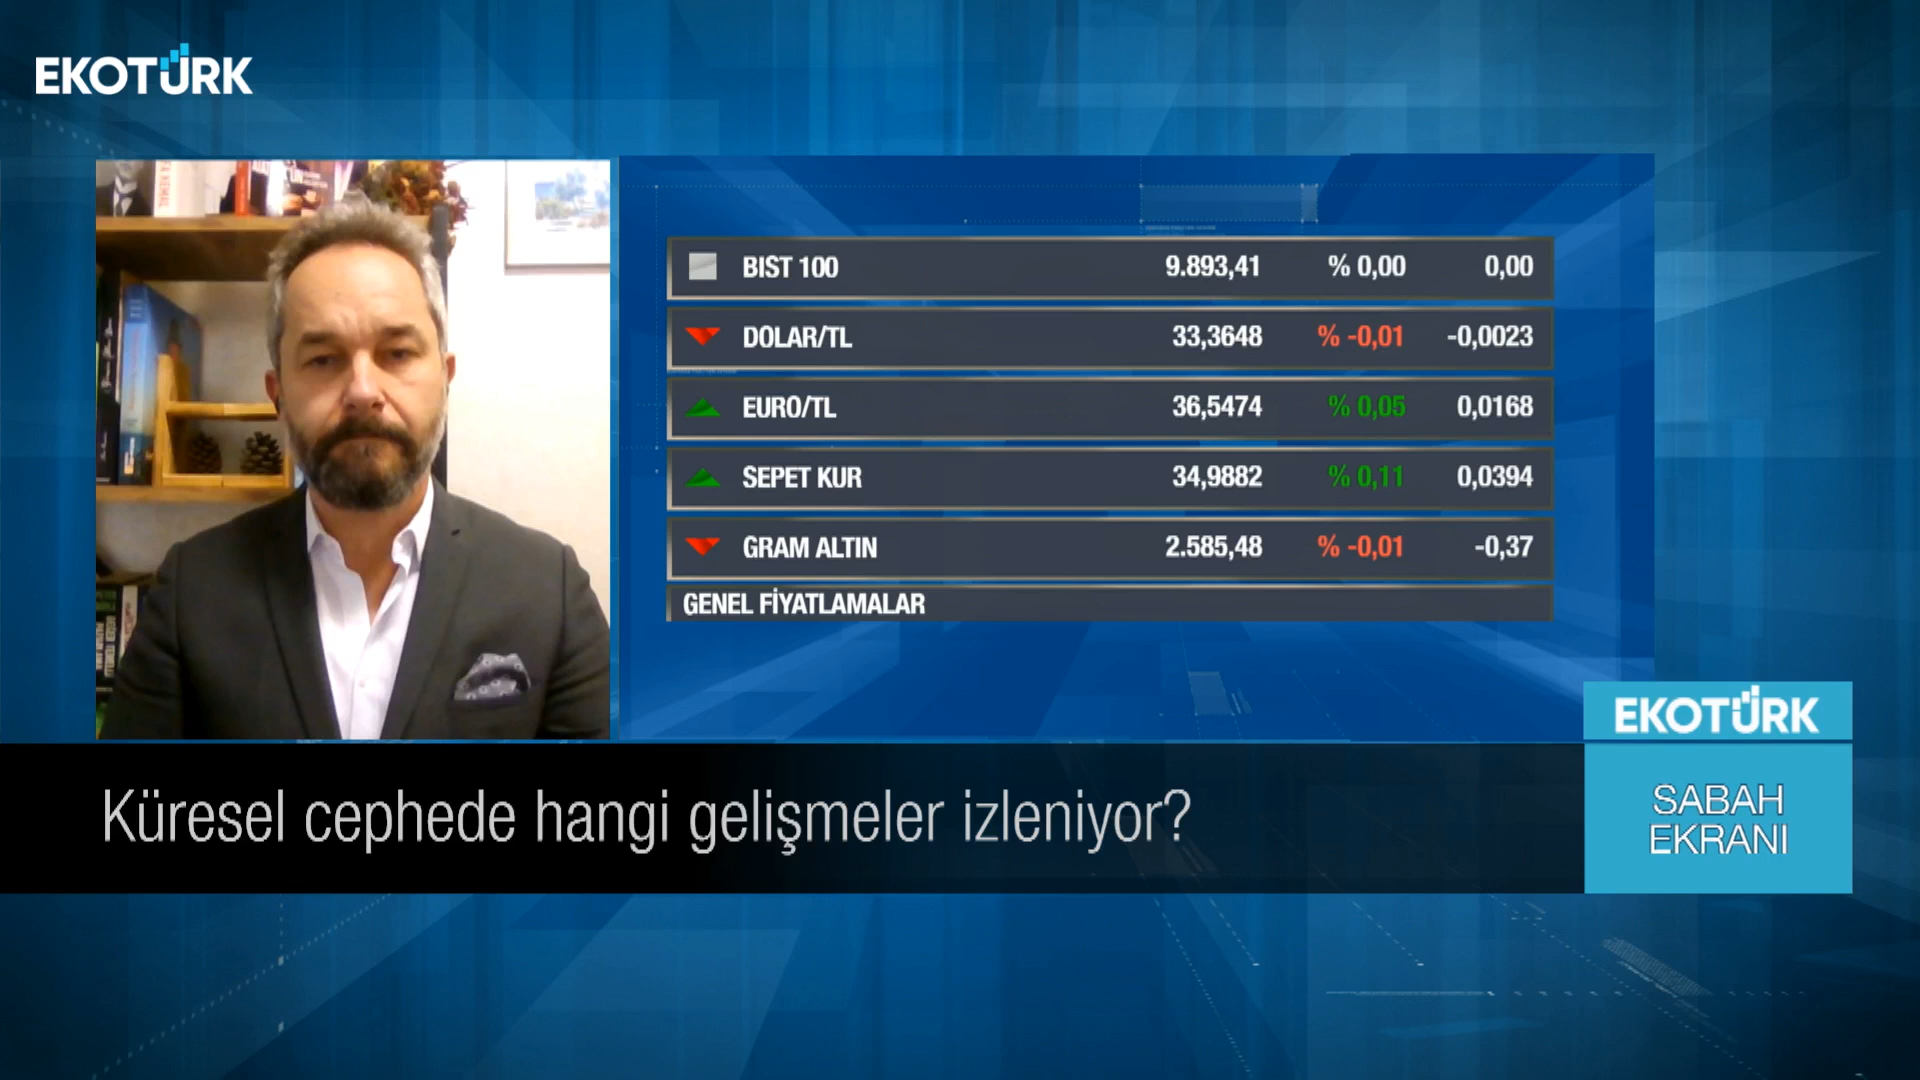 EKOTÜRK
BIST 100 9.893,41 % 0,00 0,00
DOLAR/TL 33,3648 % -0,01 -0,0023
EURO/TL 36,5474 % 0,05 0,0168
SEPET KUR 34,9882 % 0,11 0,0394
GRAM ALTIN 2.585,48 % -0,01 -0,37
GENEL FİYATLAMALAR
EKOTÜRK
Küresel cephede hangi gelişmeler izleniyor?
SABAH
EKRANI